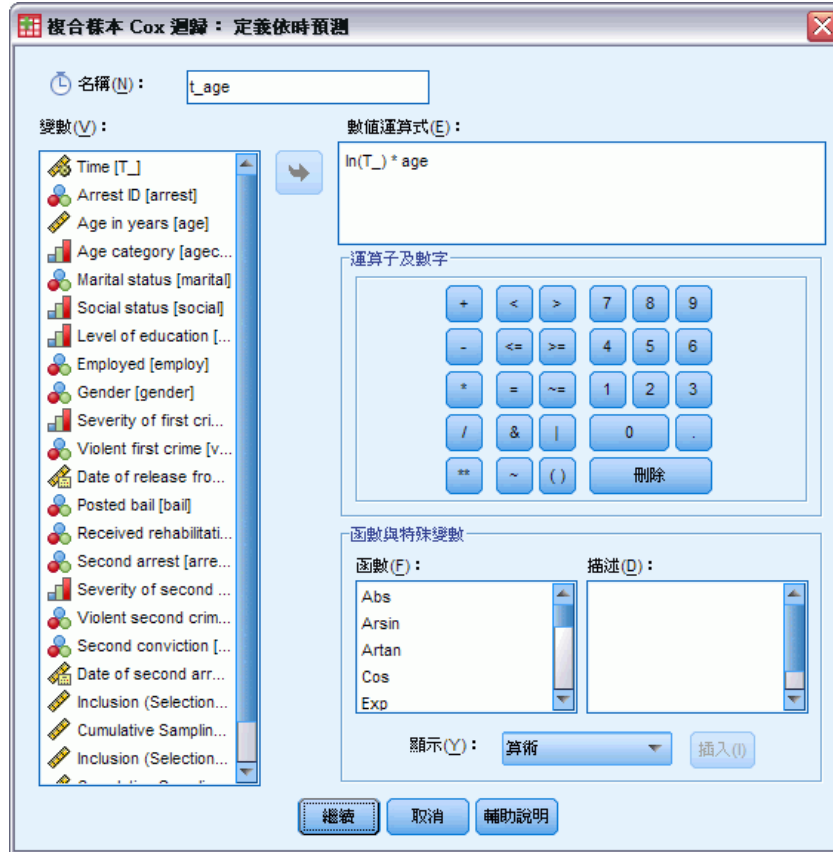 複合樣本 Cox 迴歸： 定義依時預測
名稱(N)：
t_age
變數(V)：
Time [T_]
Arrest ID [arrest]
Age in years [age]
Age category [agec...
Marital status [marital]
Social status [social]
Level of education [...
Employed [employ]
Gender [gender]
Severity of first cri...
Violent first crime [v...
Date of release fro...
Posted bail [bail]
Received rehabilitati...
Second arrest [arre...
Severity of second ...
Violent second crim...
Second conviction [...
Date of second arr...
Inclusion (Selection...
Cumulative Samplin...
Inclusion (Selection...
數值運算式(E)：
ln(T_) * age
運算子及數字
+ < > 7 8 9
- <= >= 4 5 6
* = ~= 1 2 3
/ & | 0 .
** ~ ( ) 刪除
函數與特殊變數
函數(F)：
Abs
Arsin
Artan
Cos
Exp
描述(D)：
顯示(Y)：
算術
插入(I)
繼續 取消 輔助說明